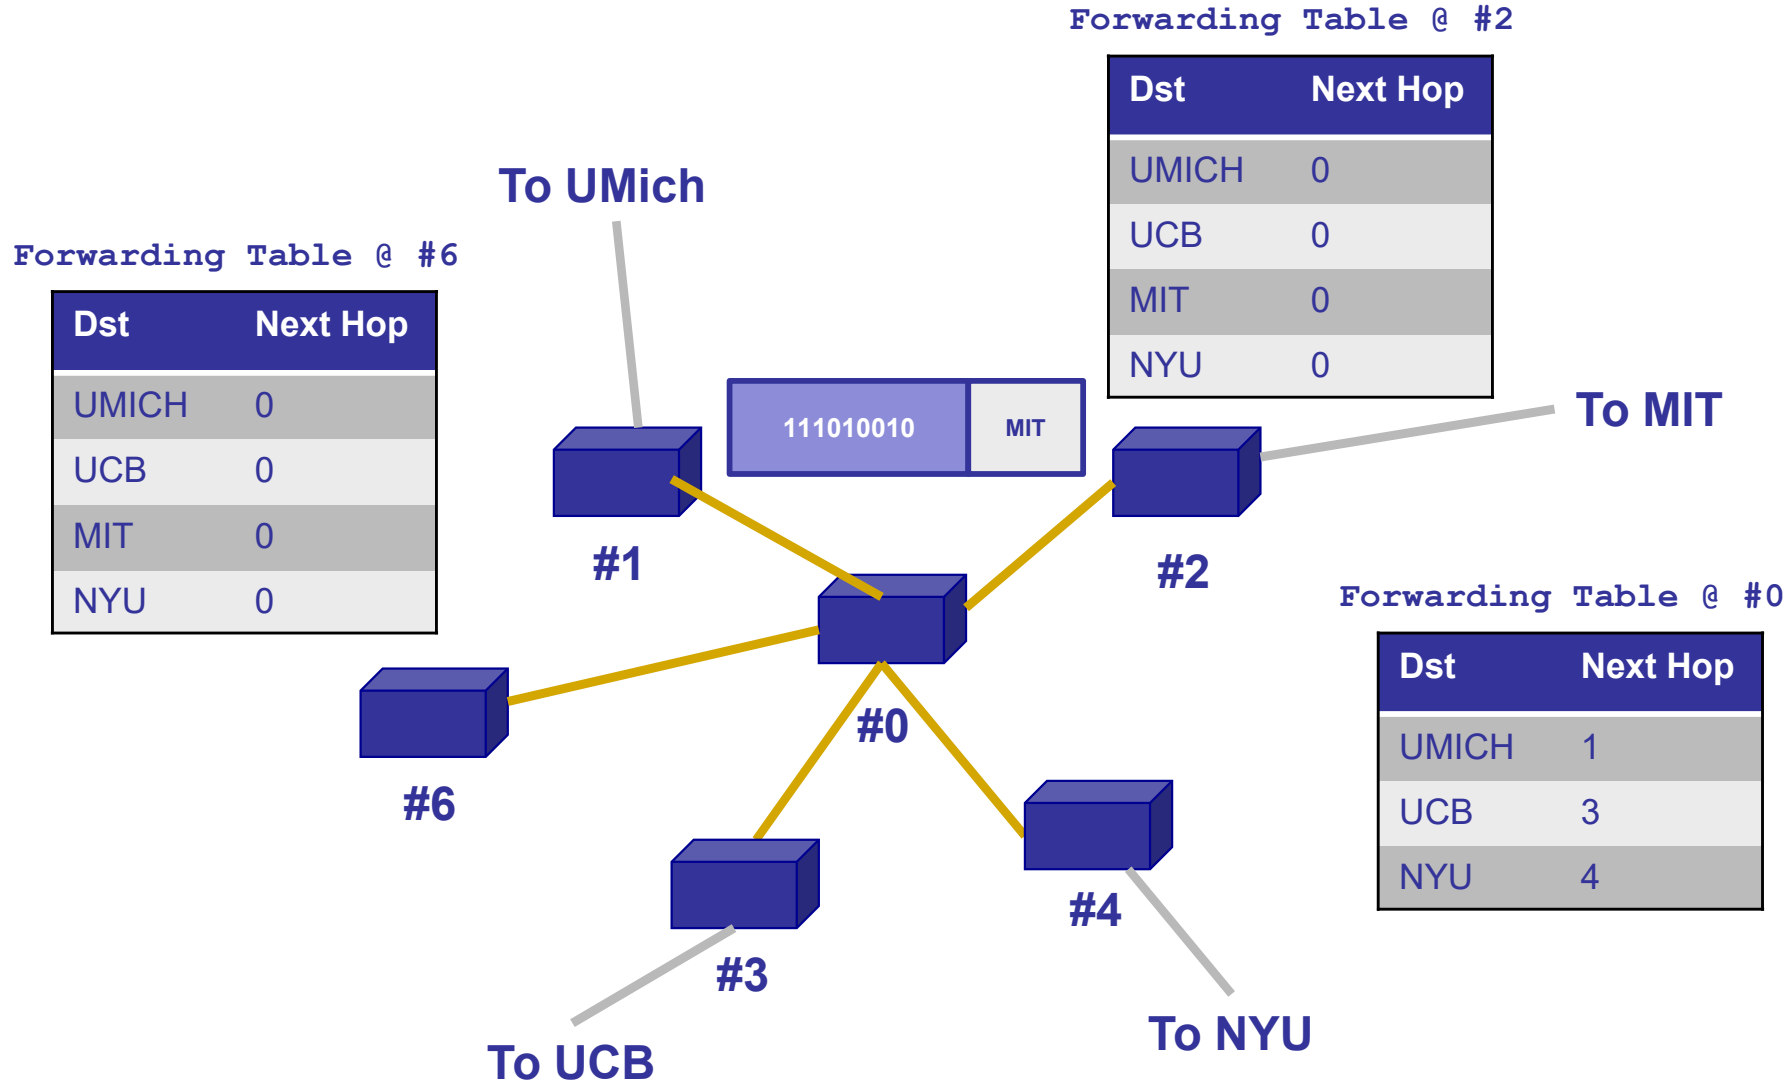 Forwarding Table @ #2
Dst Next Hop
UMICH 0
UCB 0
MIT 0
NYU 0
To UMich
Forwarding Table @ #6
Dst Next Hop
UMICH 0
UCB 0
MIT 0
NYU 0
111010010 MIT
To MIT
#1
#2
Forwarding Table @ #0
Dst Next Hop
UMICH 1
UCB 3
NYU 4
#0
#6
#4
#3
To NYU
To UCB